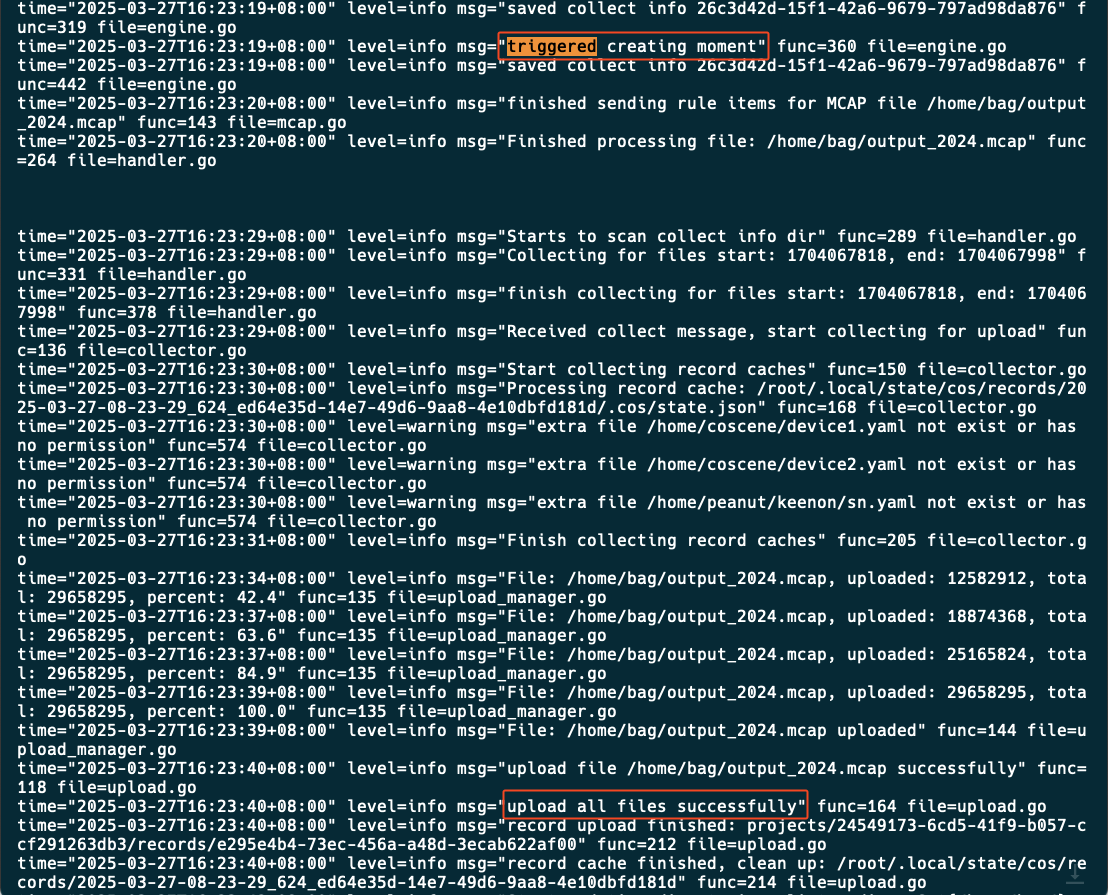 time="2025-03-27T16:23:19+08:00" level=info msg="saved collect info 26c3d42d-15f1-42a6-9679-797ad98da876" f
unc=319 file=engine.go
time="2025-03-27T16:23:19+08:00" level=info msg="triggered creating moment" func=360 file=engine.go
time="2025-03-27T16:23:19+08:00" level=info msg="saved collect info 26c3d42d-15f1-42a6-9679-797ad98da876" f
unc=442 file=engine.go
time="2025-03-27T16:23:20+08:00" level=info msg="finished sending rule items for MCAP file /home/bag/output
_2024.mcap" func=143 file=mcap.go
time="2025-03-27T16:23:20+08:00" level=info msg="Finished processing file: /home/bag/output_2024.mcap" func
=264 file=handler.go
time="2025-03-27T16:23:29+08:00" level=info msg="Starts to scan collect info dir" func=289 file=handler.go
time="2025-03-27T16:23:29+08:00" level=info msg="Collecting for files start: 1704067818, end: 1704067998" f
unc=331 file=handler.go
time="2025-03-27T16:23:29+08:00" level=info msg="finish collecting for files start: 1704067818, end: 170406
7998" func=378 file=handler.go
time="2025-03-27T16:23:29+08:00" level=info msg="Received collect message, start collecting for upload" fun
c=136 file=collector.go
time="2025-03-27T16:23:30+08:00" level=info msg="Start collecting record caches" func=150 file=collector.go
time="2025-03-27T16:23:30+08:00" level=info msg="Processing record cache: /root/.local/state/cos/records/20
25-03-27-08-23-29_624_ed64e35d-14e7-49d6-9aa8-4e10dbfd181d/.cos/state.json" func=168 file=collector.go
time="2025-03-27T16:23:30+08:00" level=warning msg="extra file /home/coscene/device1.yaml not exist or has
no permission" func=574 file=collector.go
time="2025-03-27T16:23:30+08:00" level=warning msg="extra file /home/coscene/device2.yaml not exist or has
no permission" func=574 file=collector.go
time="2025-03-27T16:23:30+08:00" level=warning msg="extra file /home/peanut/keenon/sn.yaml not exist or has
 no permission" func=574 file=collector.go
time="2025-03-27T16:23:31+08:00" level=info msg="Finish collecting record caches" func=205 file=collector.g
o
time="2025-03-27T16:23:34+08:00" level=info msg="File: /home/bag/output_2024.mcap, uploaded: 12582912, tota
l: 29658295, percent: 42.4" func=135 file=upload_manager.go
time="2025-03-27T16:23:37+08:00" level=info msg="File: /home/bag/output_2024.mcap, uploaded: 18874368, tota
l: 29658295, percent: 63.6" func=135 file=upload_manager.go
time="2025-03-27T16:23:37+08:00" level=info msg="File: /home/bag/output_2024.mcap, uploaded: 25165824, tota
l: 29658295, percent: 84.9" func=135 file=upload_manager.go
time="2025-03-27T16:23:39+08:00" level=info msg="File: /home/bag/output_2024.mcap, uploaded: 29658295, tota
l: 29658295, percent: 100.0" func=135 file=upload_manager.go
time="2025-03-27T16:23:39+08:00" level=info msg="File: /home/bag/output_2024.mcap uploaded" func=144 file=u
pload_manager.go
time="2025-03-27T16:23:40+08:00" level=info msg="upload file /home/bag/output_2024.mcap successfully" func=
118 file=upload.go
time="2025-03-27T16:23:40+08:00" level=info msg="upload all files successfully" func=164 file=upload.go
time="2025-03-27T16:23:40+08:00" level=info msg="record upload finished: projects/24549173-6cd5-41f9-b057-c
cf291263db3/records/e295e4b4-73ec-456a-a48d-3ecab622af00" func=212 file=upload.go
time="2025-03-27T16:23:40+08:00" level=info msg="record cache finished, clean up: /root/.local/state/cos/re
cords/2025-03-27-08-23-29_624_ed64e35d-14e7-49d6-9aa8-4e10dbfd181d" func=214 file=upload.go